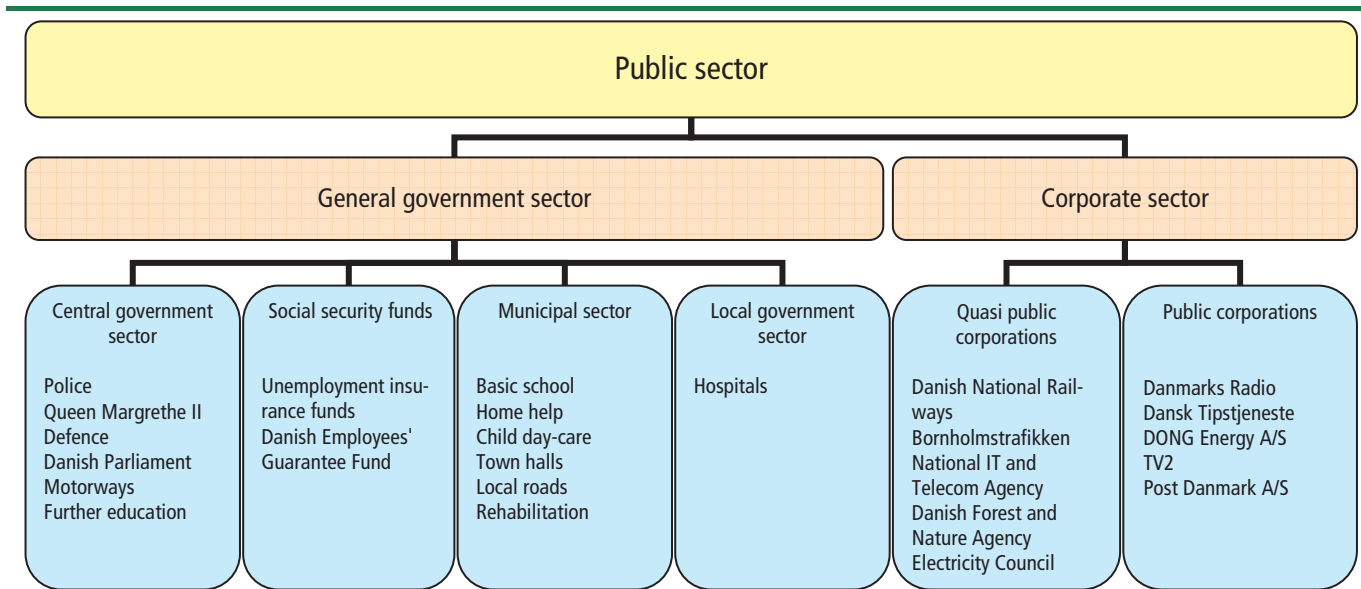 Public sector
General government sector
Corporate sector
Central government
sector
Police
Queen Margrethe II
Defence
Danish Parliament
Motorways
Further education
Social security funds
Unemployment insu-
rance funds
Danish Employees'
Guarantee Fund
Municipal sector
Basic school
Home help
Child day-care
Town halls
Local roads
Rehabilitation
Local government
sector
Hospitals
Quasi public
corporations
Danish National Rail-
ways
Bornholmstrafikken
National IT and
Telecom Agency
Danish Forest and
Nature Agency
Electricity Council
Public corporations
Danmarks Radio
Dansk Tipstjeneste
DONG Energy A/S
TV2
Post Danmark A/S